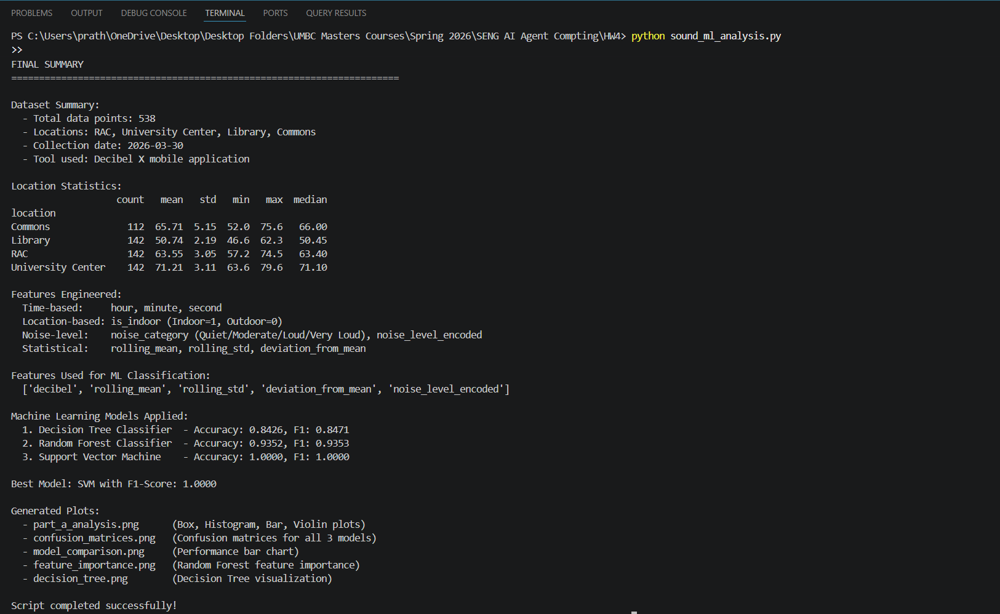 PROBLEMS OUTPUT DEBUG CONSOLE TERMINAL PORTS QUERY RESULTS
PS C:\Users\prath\OneDrive\Desktop\Desktop Folders\UMBC Masters Courses\Spring 2026\SENG AI Agent Compting\HW4> python sound_ml_analysis.py
>>
FINAL SUMMARY
======================================================================
Dataset Summary:
- Total data points: 538
- Locations: RAC, University Center, Library, Commons
- Collection date: 2026-03-30
- Tool used: Decibel X mobile application
Location Statistics:
count mean std min max median
location
Commons 112 65.71 5.15 52.0 75.6 66.00
Library 142 50.74 2.19 46.6 62.3 50.45
RAC 142 63.55 3.05 57.2 74.5 63.40
University Center 142 71.21 3.11 63.6 79.6 71.10
Features Engineered:
Time-based: hour, minute, second
Location-based: is_indoor (Indoor=1, Outdoor=0)
Noise-level: noise_category (Quiet/Moderate/Loud/Very Loud), noise_level_encoded
Statistical: rolling_mean, rolling_std, deviation_from_mean
Features Used for ML Classification:
['decibel', 'rolling_mean', 'rolling_std', 'deviation_from_mean', 'noise_level_encoded']
Machine Learning Models Applied:
1. Decision Tree Classifier - Accuracy: 0.8426, F1: 0.8471
2. Random Forest Classifier - Accuracy: 0.9352, F1: 0.9353
3. Support Vector Machine - Accuracy: 1.0000, F1: 1.0000
Best Model: SVM with F1-Score: 1.0000
Generated Plots:
- part_a_analysis.png (Box, Histogram, Bar, Violin plots)
- confusion_matrices.png (Confusion matrices for all 3 models)
- model_comparison.png (Performance bar chart)
- feature_importance.png (Random Forest feature importance)
- decision_tree.png (Decision Tree visualization)
Script completed successfully!